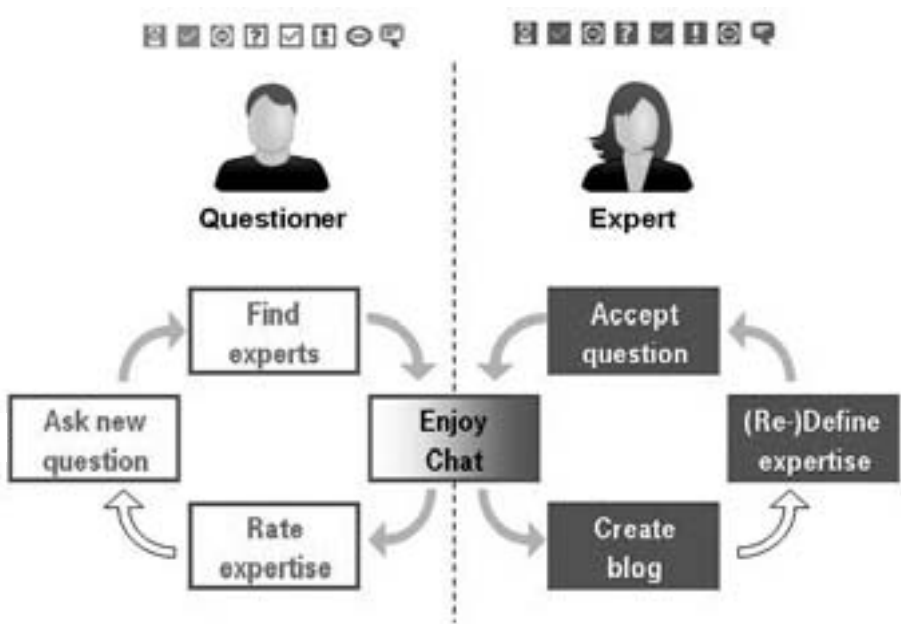 Questioner
Expert
Find
experts
Accept
question
Ask new
question
Enjoy
Chat
(Re-)Define
expertise
Rate
expertise
Create
blog